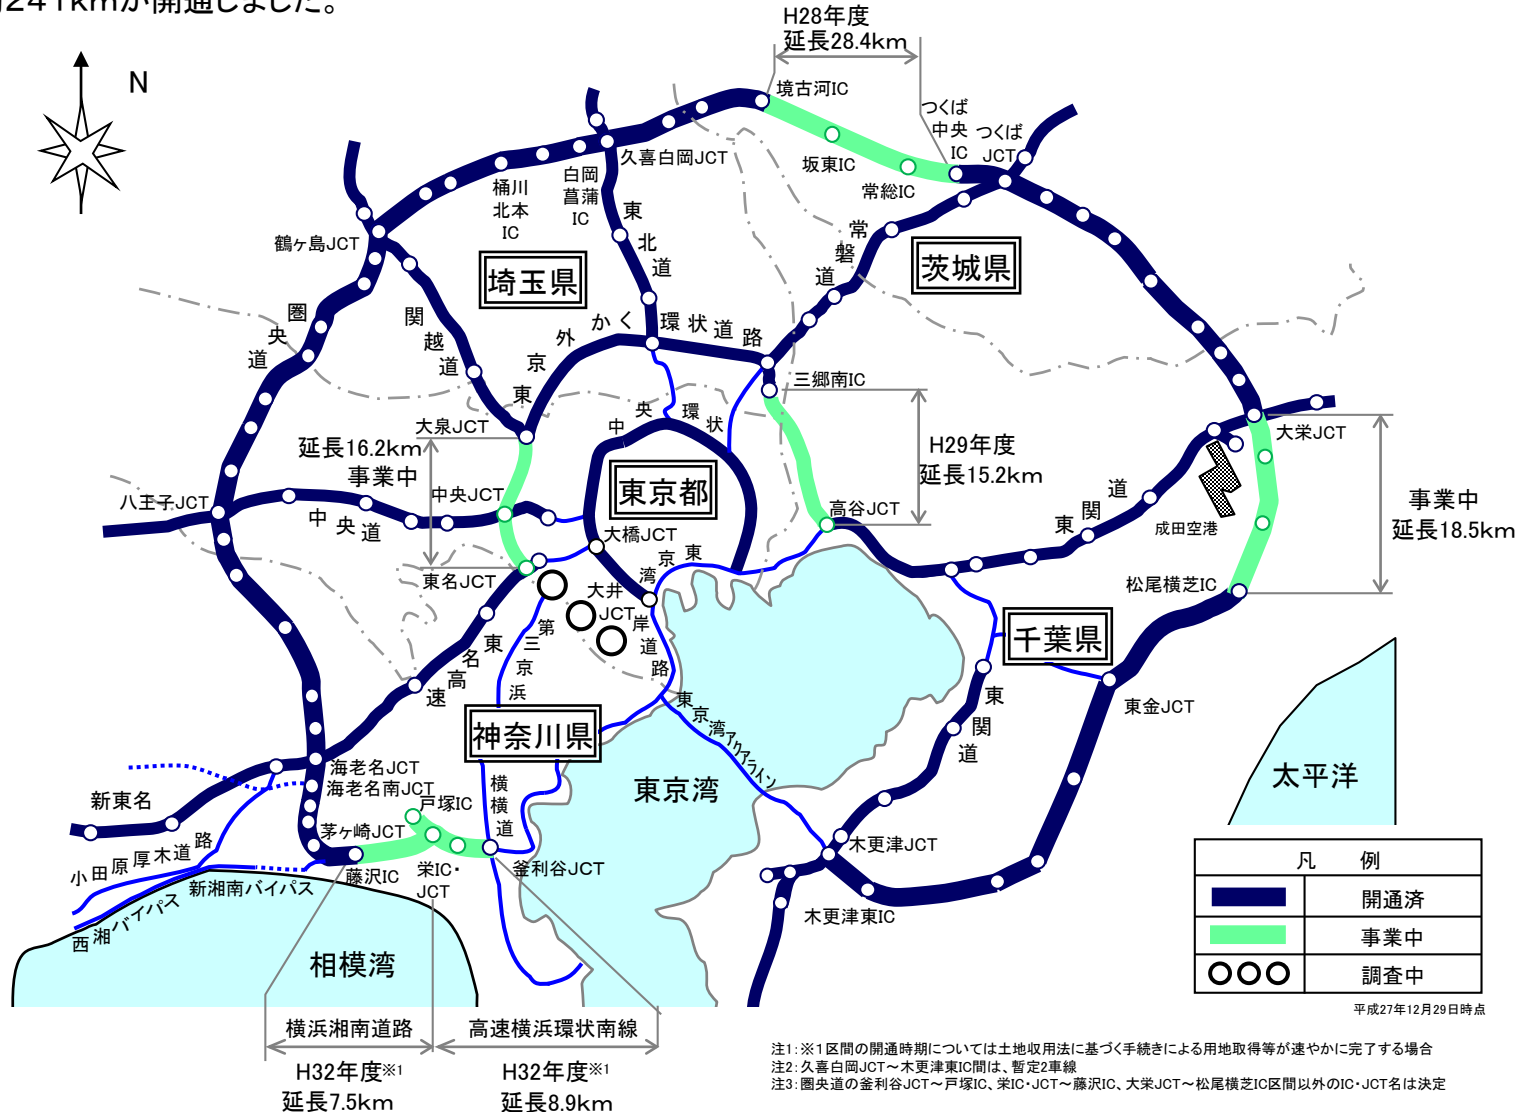 約241kmが開通しました。
H28年度
延長28.4km
N
境古河IC
つくば
中央
IC
つくば
JCT
坂東IC
常総IC
久喜白岡JCT
白岡
菖蒲
IC
桶川
北本
IC
鶴ヶ島JCT
東北道
常磐道
埼玉県
茨城県
圏央道
関越道
東京外かく環状道路
三郷南IC
中央環状
大泉JCT
延長16.2km
事業中
H29年度
延長15.2km
大栄JCT
中央JCT
東京都
八王子JCT
中央道
高谷JCT
東関道
成田空港
事業中
延長18.5km
大橋JCT
東名JCT
大井
JCT
東京湾岸道路
松尾横芝IC
千葉県
第三京浜
東名高速
東京湾アクアライン
東関道
東金JCT
神奈川県
海老名JCT
海老名南JCT
新東名
戸塚IC
横横道
東京湾
太平洋
茅ヶ崎JCT
小田原厚木道路
藤沢IC
栄IC・
JCT
釜利谷JCT
木更津JCT
新湘南バイパス
西湘バイパス
木更津東IC
相模湾
凡 例
開通済
事業中
調査中
平成27年12月29日時点
横浜湘南道路
高速横浜環状南線
H32年度※1
延長7.5km
H32年度※1
延長8.9km
注1:※1区間の開通時期については土地収用法に基づく手続きによる用地取得等が速やかに完了する場合
注2:久喜白岡JCT〜木更津東IC間は、暫定2車線
注3:圏央道の釜利谷JCT〜戸塚IC、栄IC・JCT〜藤沢IC、大栄JCT〜松尾横芝IC区間以外のIC・JCT名は決定